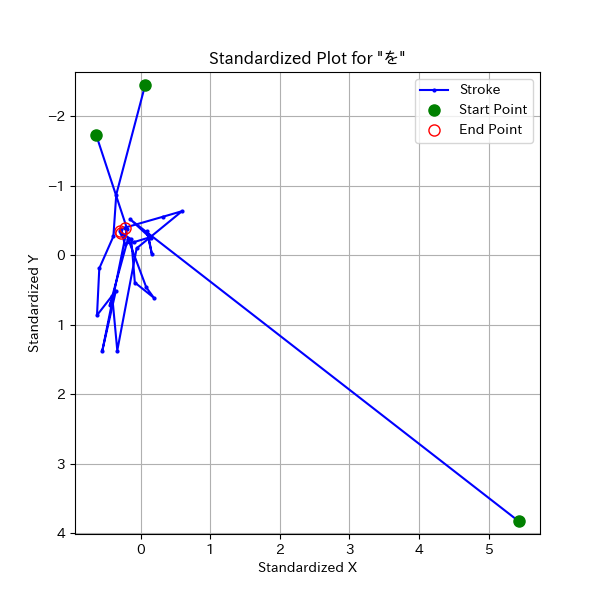 Standardized Plot for "を"
Stroke
Start Point
End Point
Standardized Y
−2
−1
0
1
2
3
4
0
1
2
3
4
5
Standardized X